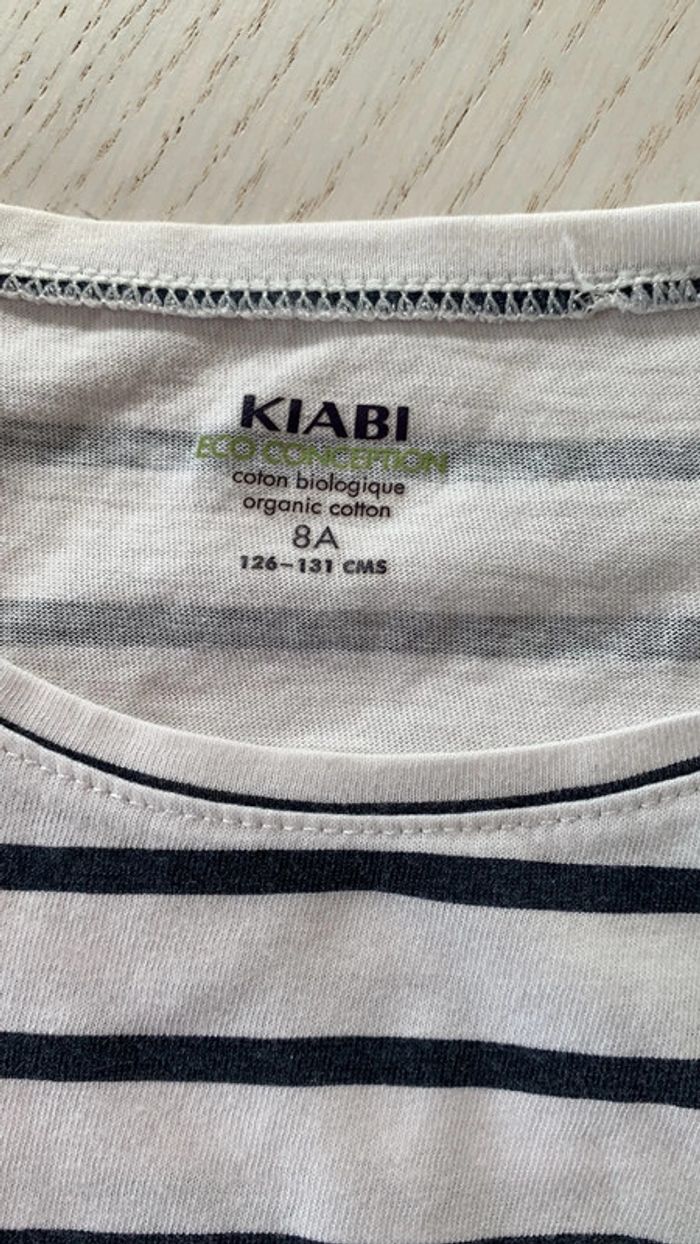 KIABI
ECO CONCEPTION
coton biologique
organic cotton
8A
126-131 CMS